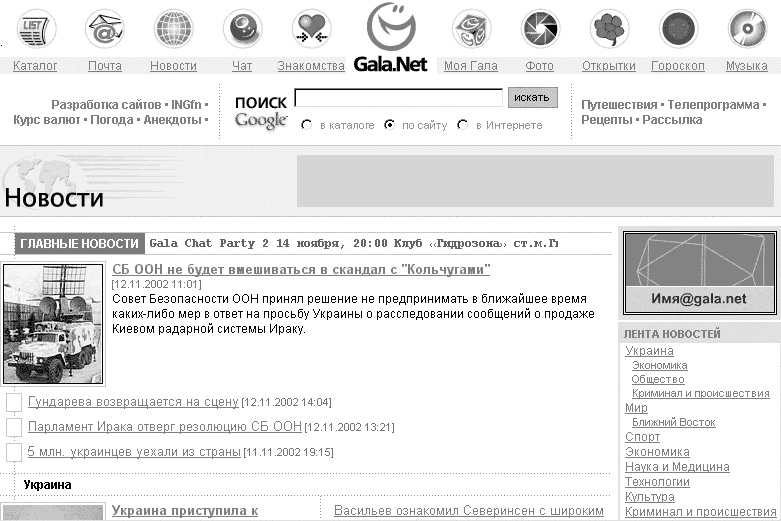 LIST
Каталог Почта Новости Чат Знакомства Gala.Net Моя Гала Фото Открытки Гороскоп Музыка
Разработка сайтов • INGfn •
Курс валют • Погода • Анекдоты •
ПОИСК
Google
искать
в каталоге по сайту в Интернете
Путешествия • Телепрограмма •
Рецепты • Рассылка
Новости
ГЛАВНЫЕ НОВОСТИ Gala Chat Party 2 14 ноября, 20:00 Клуб «Гидрозона» ст.м.Ги
СБ ООН не будет вмешиваться в скандал с "Кольчугами"
[12.11.2002 11:01]
Совет Безопасности ООН принял решение не предпринимать в ближайшее время
каких-либо мер в ответ на просьбу Украины о расследовании сообщений о продаже
Киевом радарной системы Ираку.
Гундарева возвращается на сцену [12.11.2002 14:04]
Парламент Ирака отверг резолюцию СБ ООН [12.11.2002 13:21]
5 млн. украинцев уехали из страны [11.11.2002 19:15]
Украина
Украина приступила к
Васильев ознакомил Северинсен с широким
Имя@gala.net
ЛЕНТА НОВОСТЕЙ
Украина
Экономика
Общество
Криминал и происшествия
Мир
Ближний Восток
Спорт
Экономика
Наука и Медицина
Технологии
Культура
Криминал и происшествия